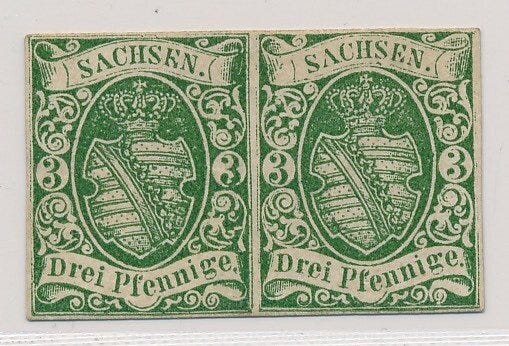 SACHSEN. SACHSEN.
3 3 3 3
Drei Pfennige. Drei Pfennige.